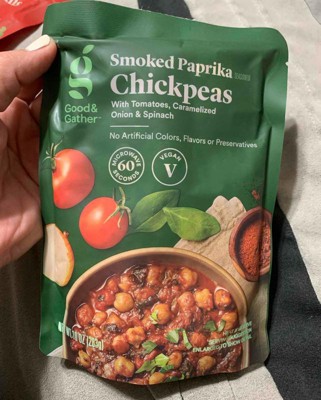 Smoked Paprika
Chickpeas
With Tomatoes, Caramelized
Onion & Spinach
Good &
Gather
No Artificial Colors, Flavors or Preservatives
MICROWAVE
60
SECONDS
VEGAN
V